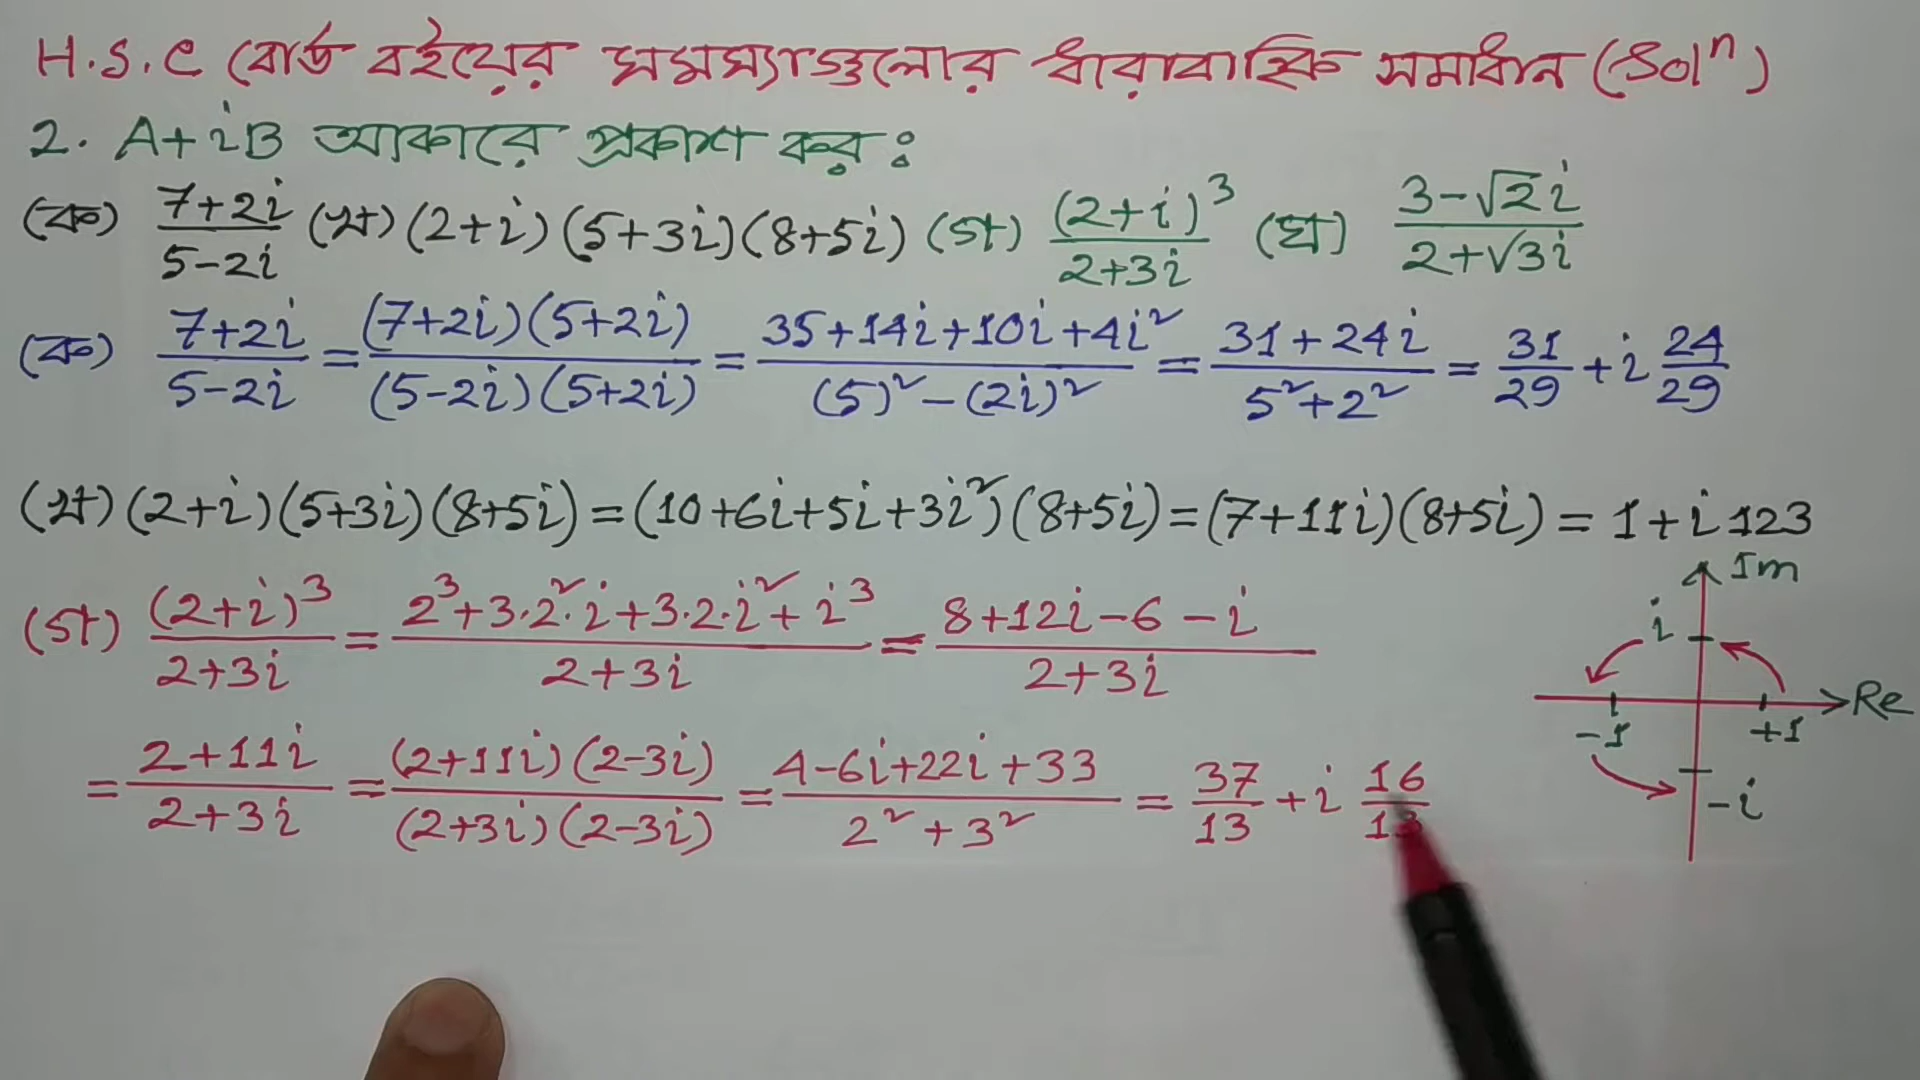 H.S.C বোর্ড বইয়ের সমস্যাগুলোর ধারাবাহিক সমাধান (Solⁿ)
2. A+iB আকারে প্রকাশ কর:
(ক) (7+2i)/(5-2i) (খ) (2+i)(5+3i)(8+5i) (গ) (2+i)³/(2+3i) (ঘ) (3-√2i)/(2+√3i)
(ক) (7+2i)/(5-2i) = (7+2i)(5+2i)/(5-2i)(5+2i) = (35+14i+10i+4i²)/((5)²-(2i)²) = (31+24i)/(5²+2²) = 31/29 + i 24/29
(খ) (2+i)(5+3i)(8+5i) = (10+6i+5i+3i²)(8+5i) = (7+11i)(8+5i) = 1+i 123
(গ) (2+i)³/(2+3i) = (2³+3·2²·i+3·2·i²+i³)/(2+3i) = (8+12i-6-i)/(2+3i)
= (2+11i)/(2+3i) = (2+11i)(2-3i)/(2+3i)(2-3i) = (4-6i+22i+33)/(2²+3²) = 37/13 + i 16/13
Im
i
Re
-1 +1
-i